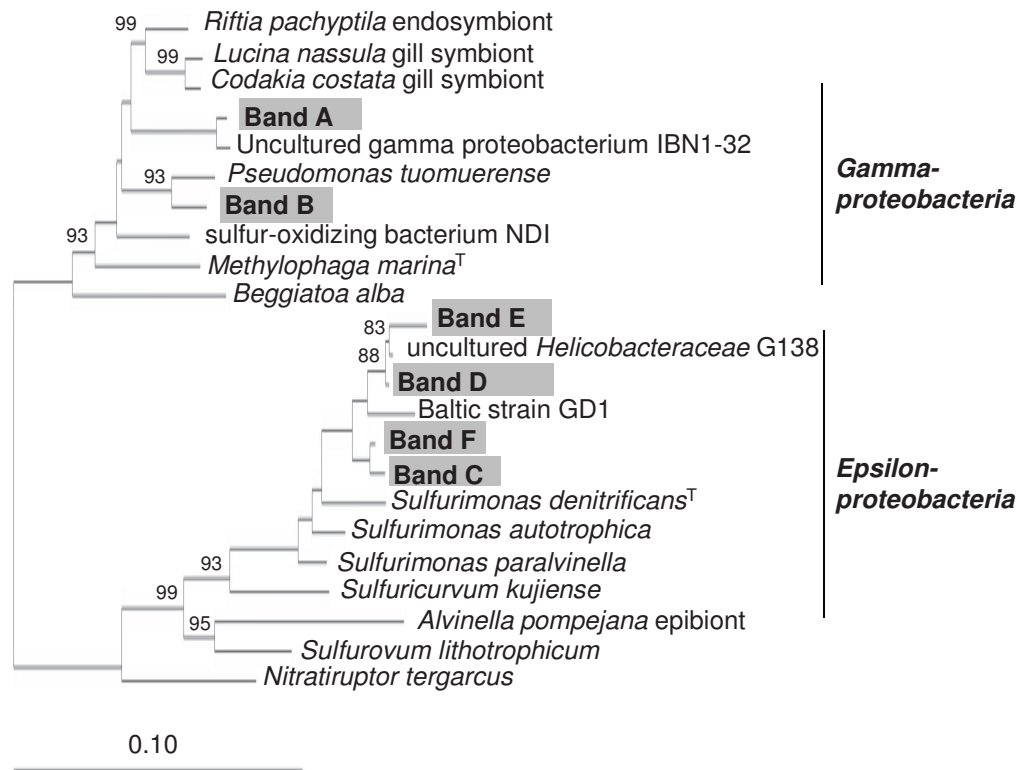 99
Riftia pachyptila endosymbiont
99
Lucina nassula gill symbiont
Codakia costata gill symbiont
Band A
Uncultured gamma proteobacterium IBN1-32
93
Pseudomonas tuomuerense
Band B
sulfur-oxidizing bacterium NDI
93
Methylophaga marinaᵀ
Beggiatoa alba
Gamma-
proteobacteria
83
Band E
uncultured Helicobacteraceae G138
88
Band D
Baltic strain GD1
Band F
Band C
Sulfurimonas denitrificansᵀ
Sulfurimonas autotrophica
Sulfurimonas paralvinella
93
Sulfuricurvum kujiense
99
Alvinella pompejana epibiont
95
Sulfurovum lithotrophicum
Nitratiruptor tergarcus
Epsilon-
proteobacteria
0.10